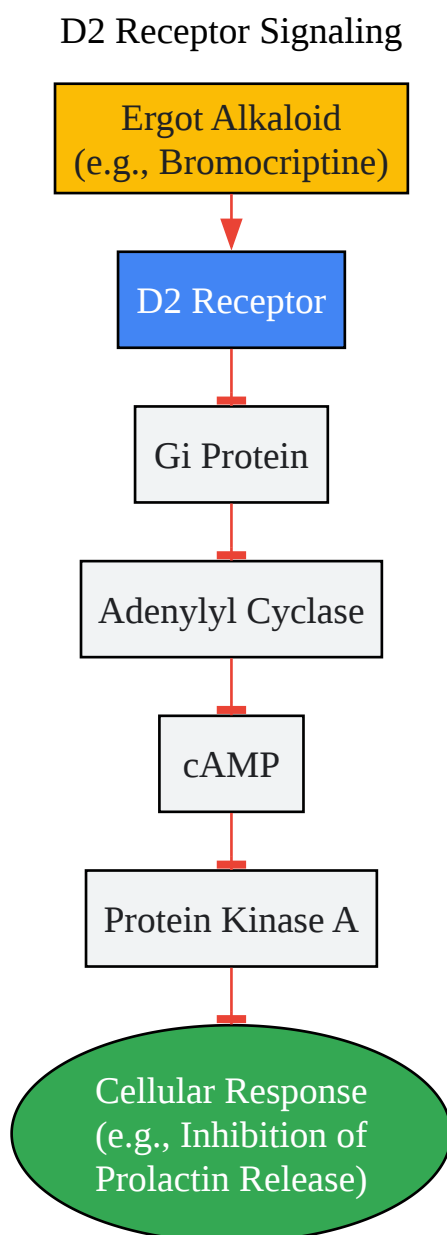 D2 Receptor Signaling
Ergot Alkaloid
(e.g., Bromocriptine)
D2 Receptor
Gi Protein
Adenylyl Cyclase
cAMP
Protein Kinase A
Cellular Response
(e.g., Inhibition of
Prolactin Release)